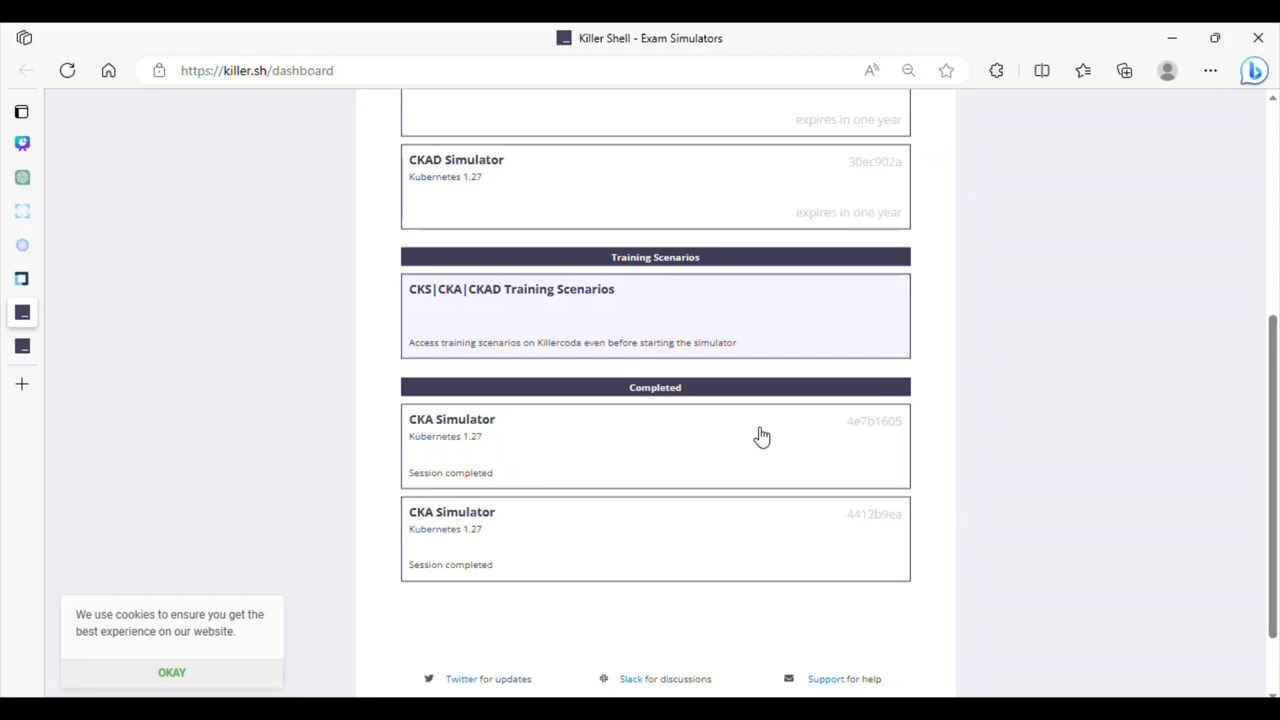 Killer Shell - Exam Simulators
https://killer.sh/dashboard
expires in one year
CKAD Simulator
30ec902a
Kubernetes 1.27
expires in one year
Training Scenarios
CKS|CKA|CKAD Training Scenarios
Access training scenarios on Killercoda even before starting the simulator
Completed
CKA Simulator
4e7b1605
Kubernetes 1.27
Session completed
CKA Simulator
4412b9ea
Kubernetes 1.27
Session completed
We use cookies to ensure you get the
best experience on our website.
OKAY
Twitter for updates
Slack for discussions
Support for help